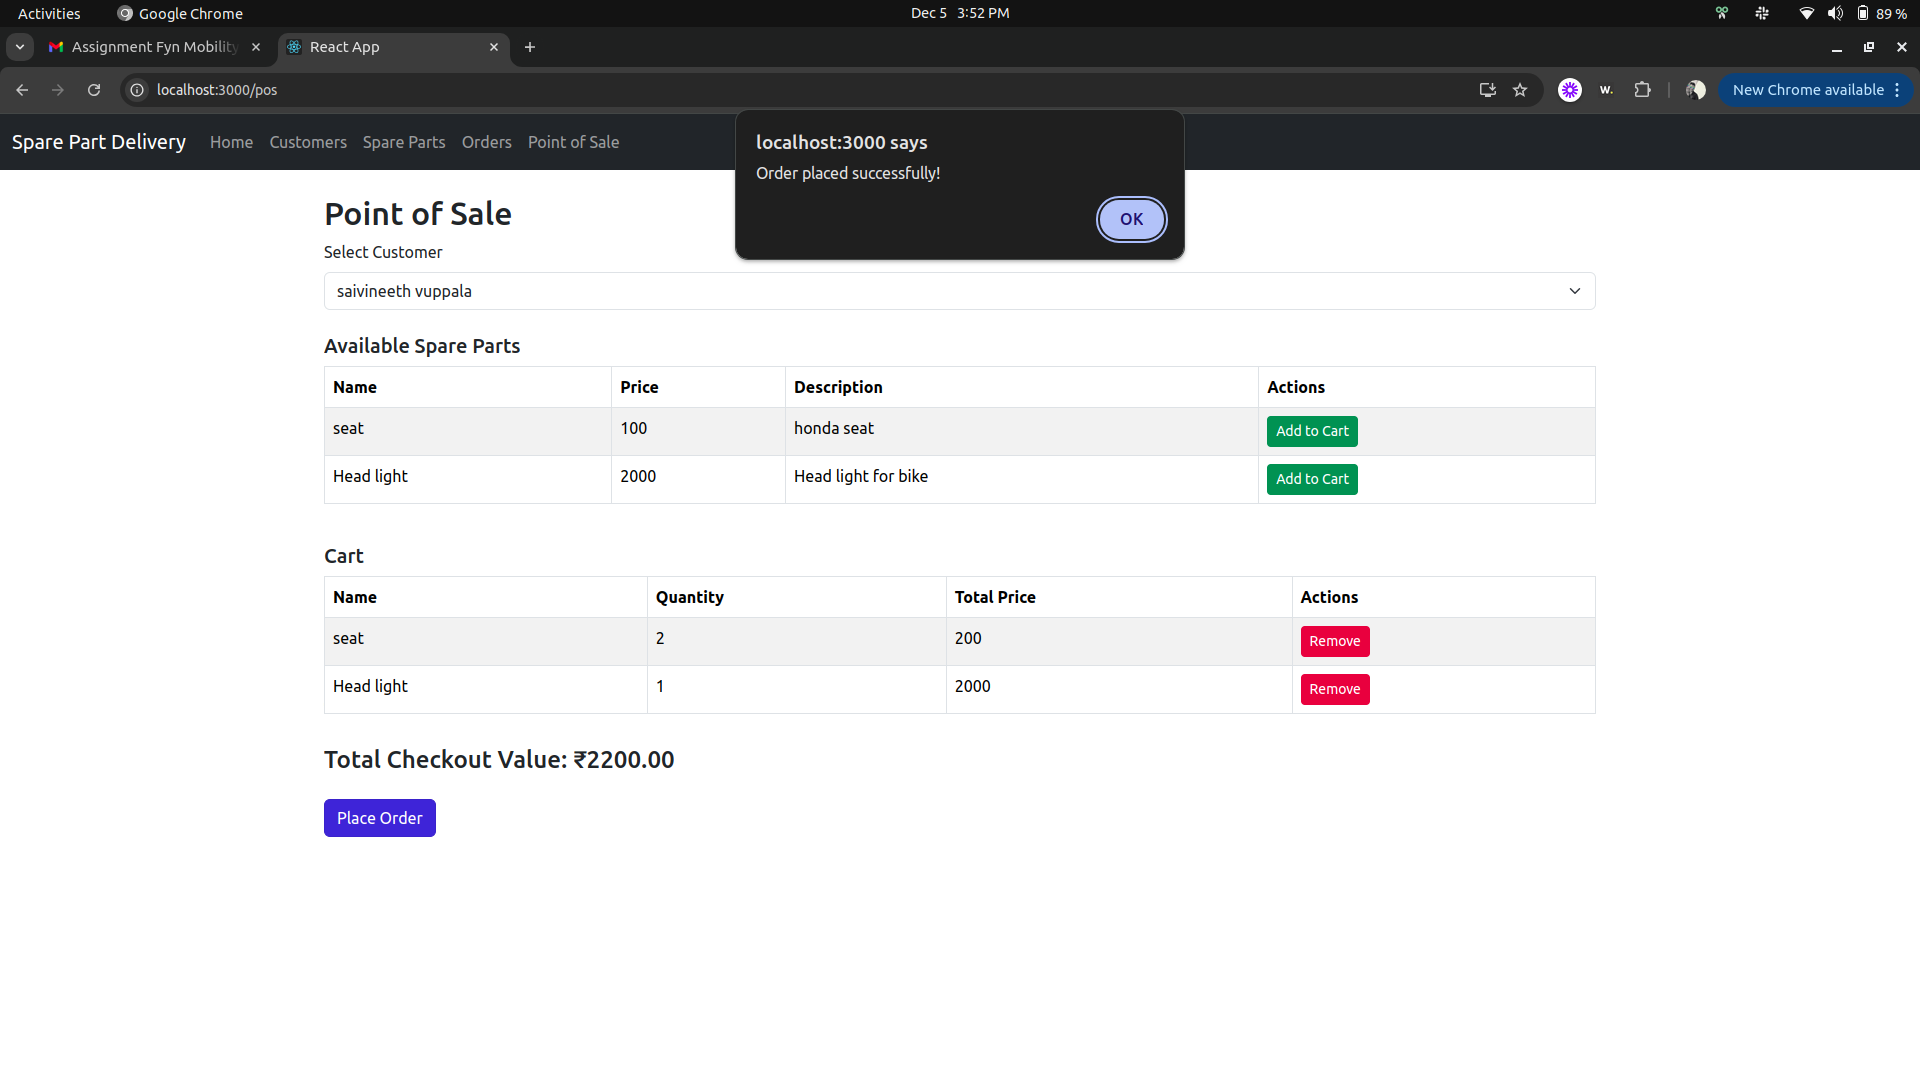 Activities Google Chrome Dec 5 3:52 PM 89 %
Assignment Fyn Mobility React App
localhost:3000/pos W. New Chrome available
Spare Part Delivery Home Customers Spare Parts Orders Point of Sale
localhost:3000 says
Order placed successfully!
OK
Point of Sale
Select Customer
saivineeth vuppala
Available Spare Parts
Name Price Description Actions
seat 100 honda seat Add to Cart
Head light 2000 Head light for bike Add to Cart
Cart
Name Quantity Total Price Actions
seat 2 200 Remove
Head light 1 2000 Remove
Total Checkout Value: ₹2200.00
Place Order